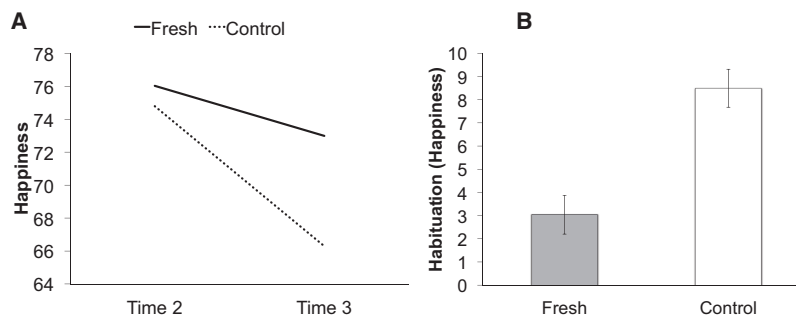 A
Fresh Control
Happiness
78
76
74
72
70
68
66
64
Time 2 Time 3
B
Habituation (Happiness)
10
9
8
7
6
5
4
3
2
1
0
Fresh Control